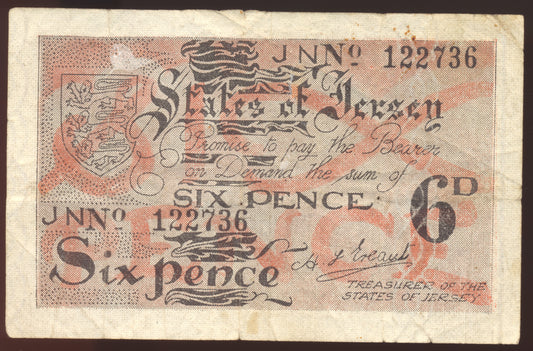 JNNo 122736
States of Jersey
Promise to pay the Bearer
on Demand the sum of
SIX PENCE
6D
JNNo 122736
Six pence
TREASURER OF THE
STATES OF JERSEY